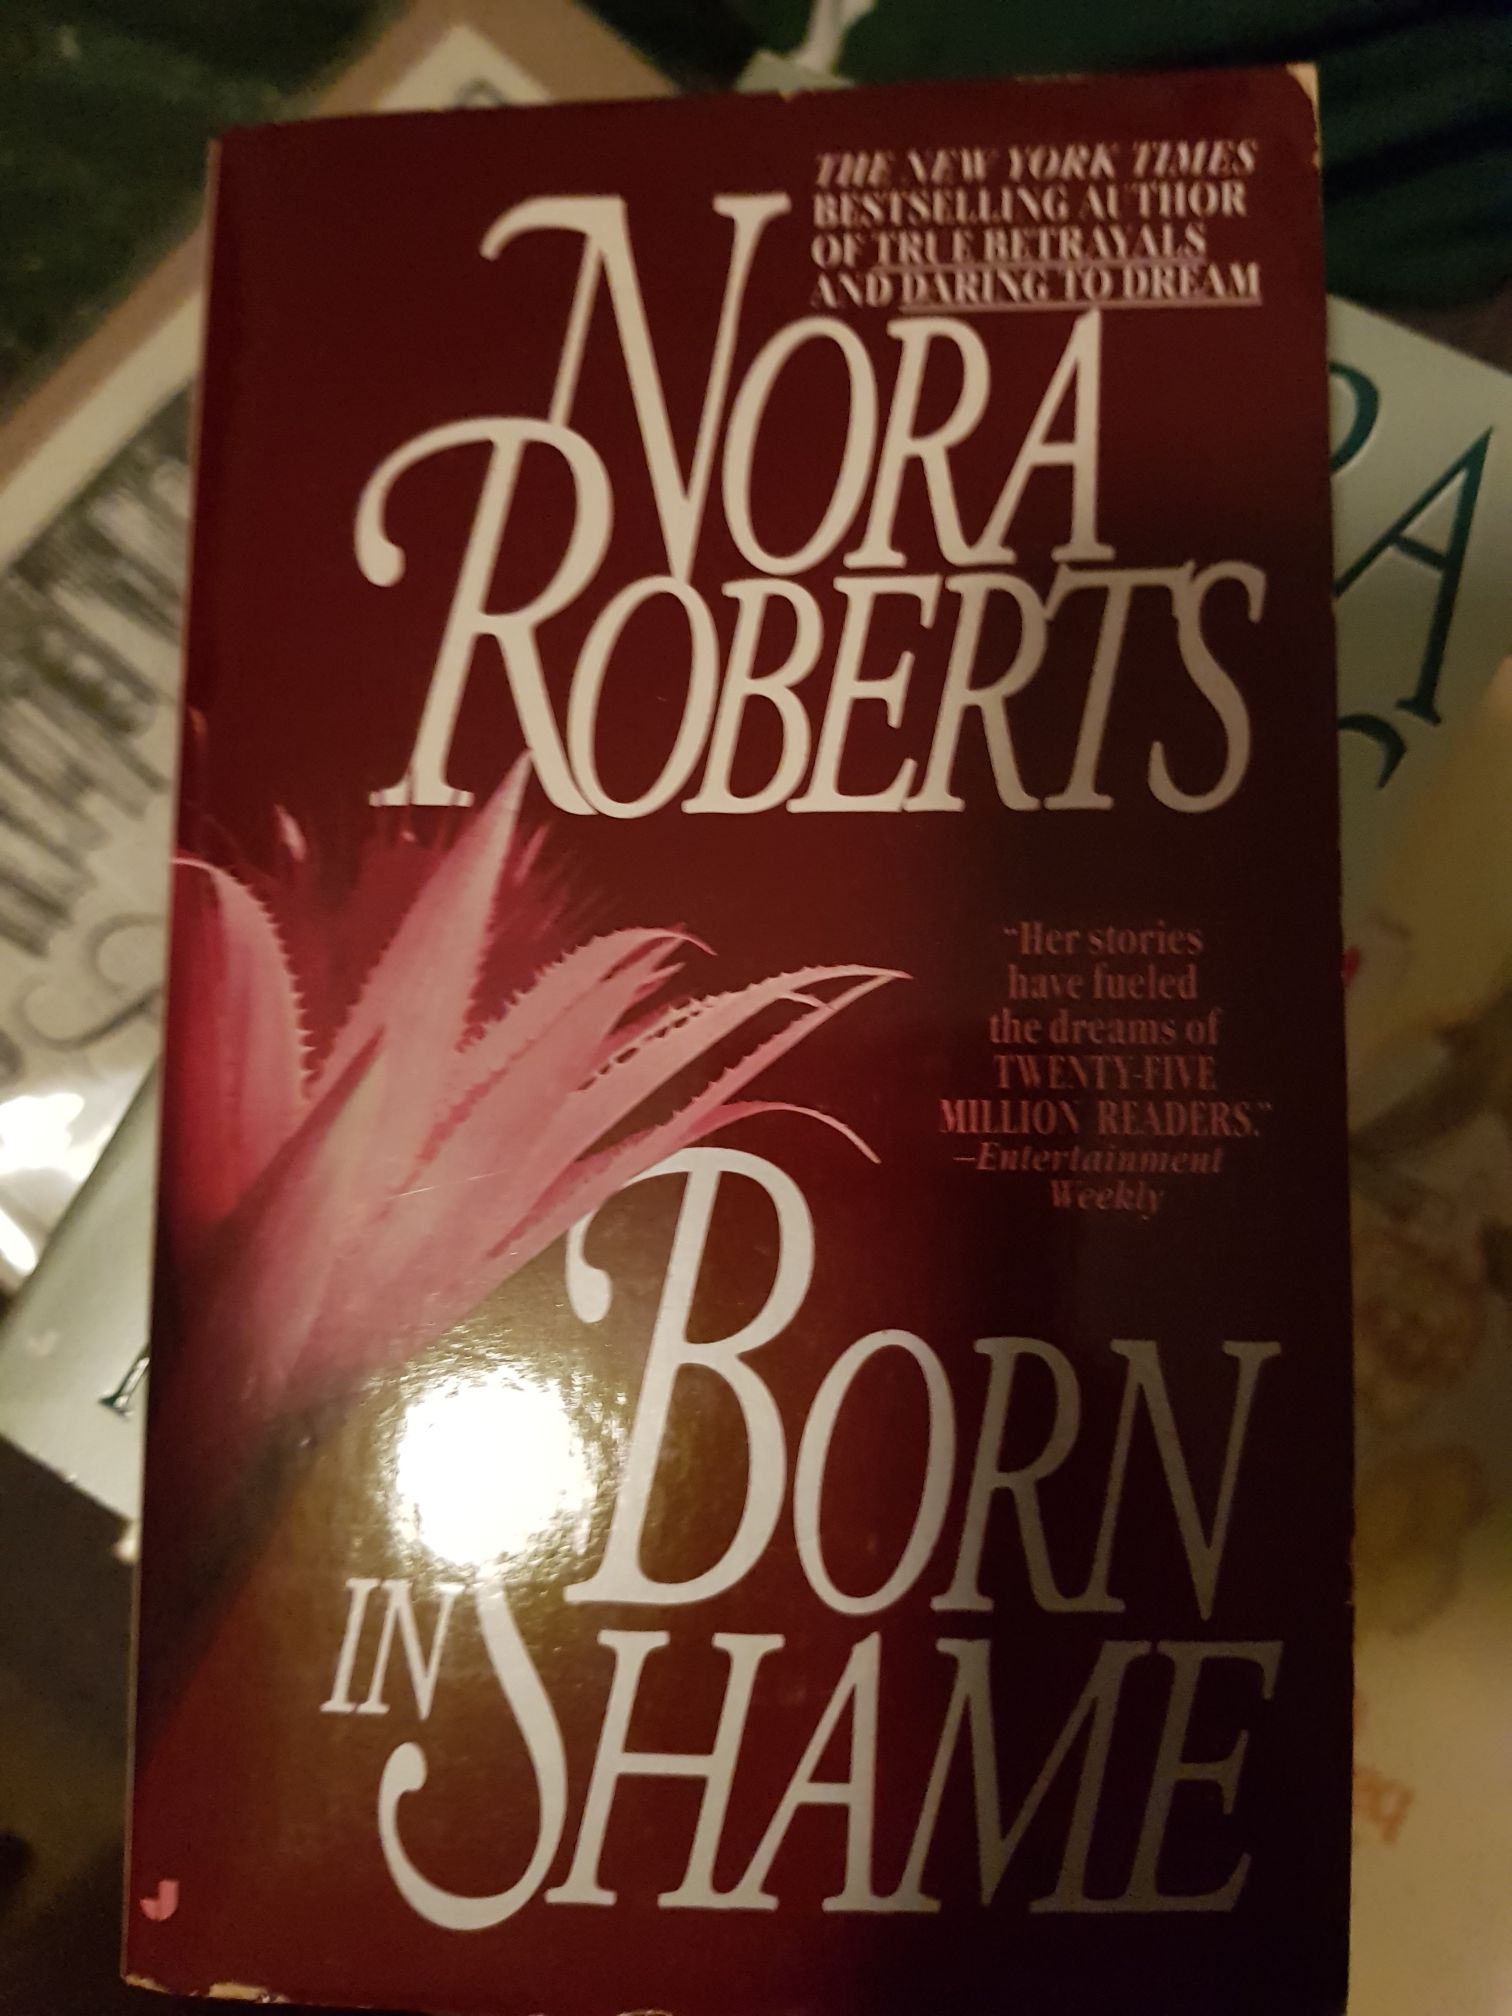 THE NEW YORK TIMES
BESTSELLING AUTHOR
OF TRUE BETRAYALS
AND DARING TO DREAM
NORA
ROBERTS
"Her stories
have fueled
the dreams of
TWENTY-FIVE
MILLION READERS."
–Entertainment
Weekly
BORN
IN SHAME
J